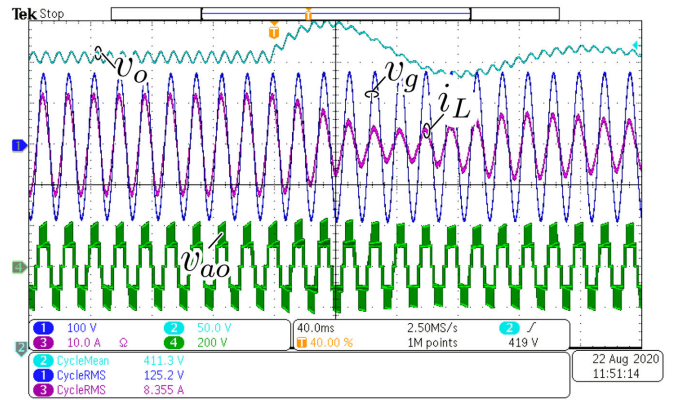 Tek Stop
T
T
v_o
v_g
i_L
1
v_ao
4
2
1 100 V 2 50.0 V
3 10.0 A Ω 4 200 V
40.0ms 2.50MS/s 2
T 40.00 % 1M points 419 V
2 CycleMean 411.3 V
1 CycleRMS 125.2 V
3 CycleRMS 8.355 A
22 Aug 2020
11:51:14